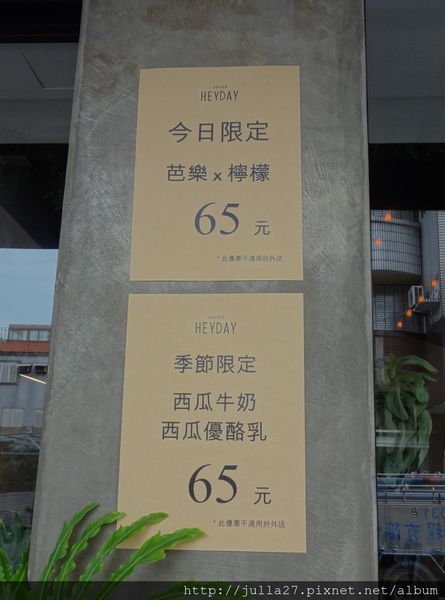 JUICE
HEYDAY
今日限定
芭樂x檸檬
65 元
*此優惠不適用於外送
JUICE
HEYDAY
季節限定
西瓜牛奶
西瓜優酪乳
65 元
*此優惠不適用於外送
http://julla27.pixnet.net/album